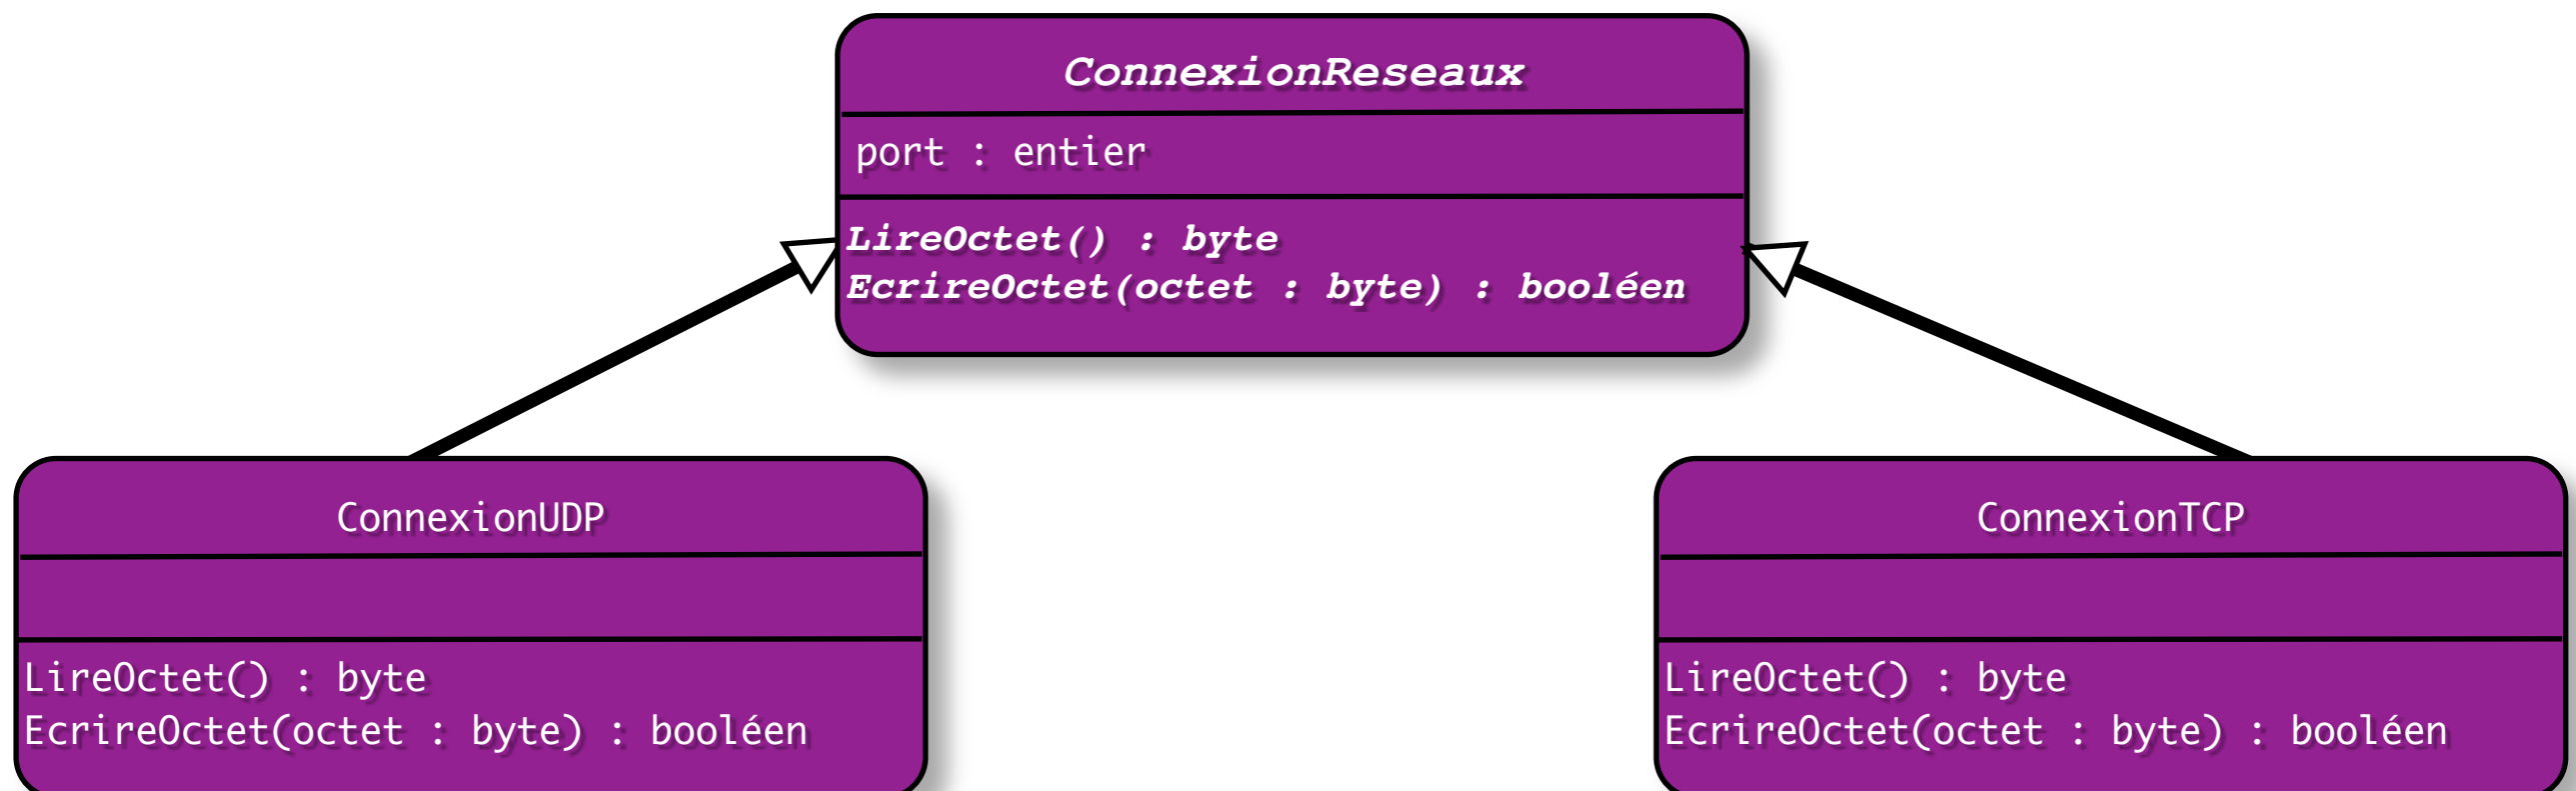 ConnexionReseaux
port : entier
LireOctet() : byte
EcrireOctet(octet : byte) : booléen
ConnexionUDP
LireOctet() : byte
EcrireOctet(octet : byte) : booléen
ConnexionTCP
LireOctet() : byte
EcrireOctet(octet : byte) : booléen